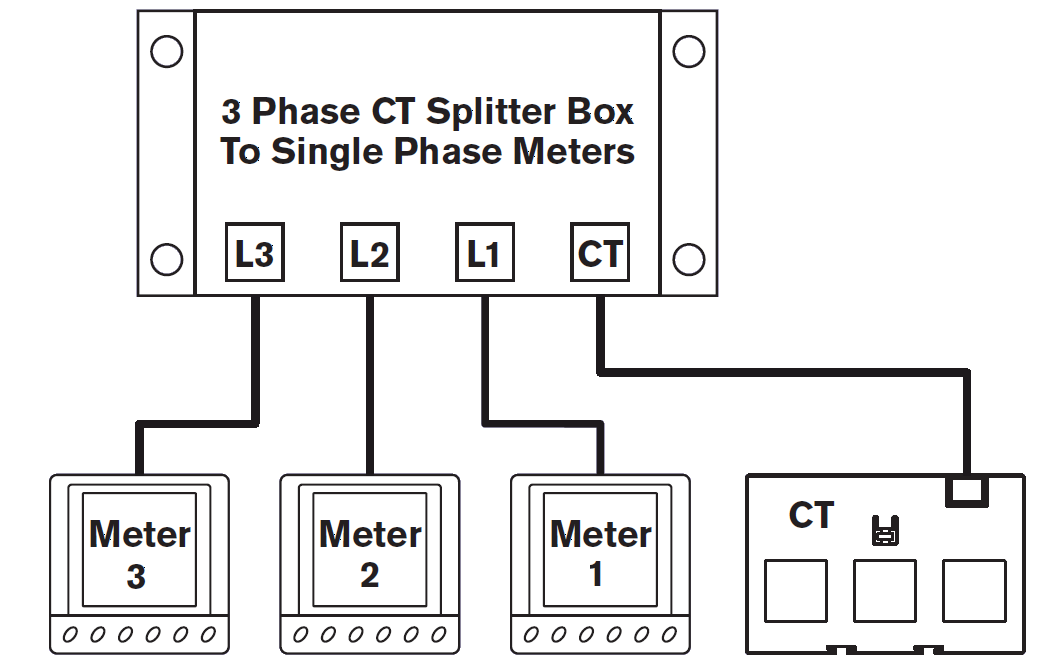 3 Phase CT Splitter Box
To Single Phase Meters
L3
L2
L1
CT
Meter
3
Meter
2
Meter
1
CT